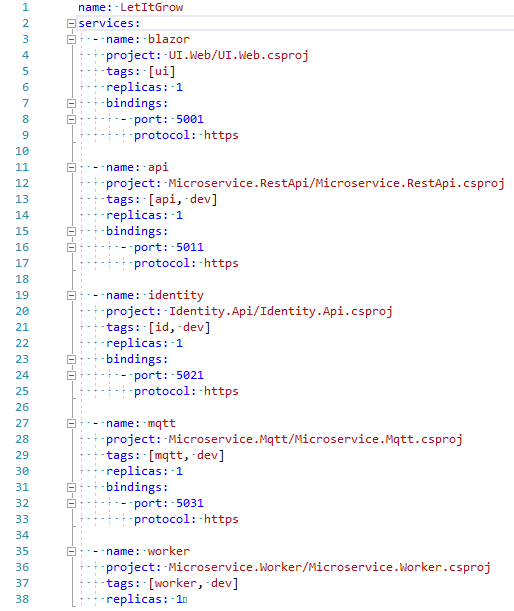 1 name: LetItGrow
2 services:
3 - name: blazor
4 project: UI.Web/UI.Web.csproj
5 tags: [ui]
6 replicas: 1
7 bindings:
8 - port: 5001
9 protocol: https
10
11 - name: api
12 project: Microservice.RestApi/Microservice.RestApi.csproj
13 tags: [api, dev]
14 replicas: 1
15 bindings:
16 - port: 5011
17 protocol: https
18
19 - name: identity
20 project: Identity.Api/Identity.Api.csproj
21 tags: [id, dev]
22 replicas: 1
23 bindings:
24 - port: 5021
25 protocol: https
26
27 - name: mqtt
28 project: Microservice.Mqtt/Microservice.Mqtt.csproj
29 tags: [mqtt, dev]
30 replicas: 1
31 bindings:
32 - port: 5031
33 protocol: https
34
35 - name: worker
36 project: Microservice.Worker/Microservice.Worker.csproj
37 tags: [worker, dev]
38 replicas: 1